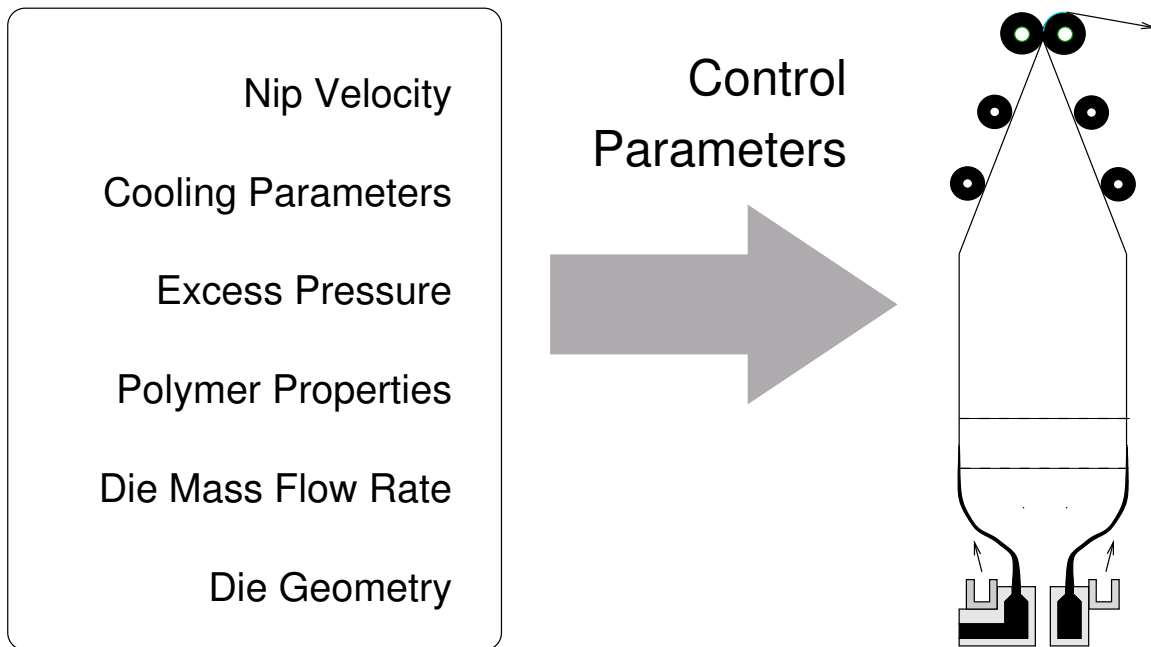 Nip Velocity
Cooling Parameters
Excess Pressure
Polymer Properties
Die Mass Flow Rate
Die Geometry
Control
Parameters